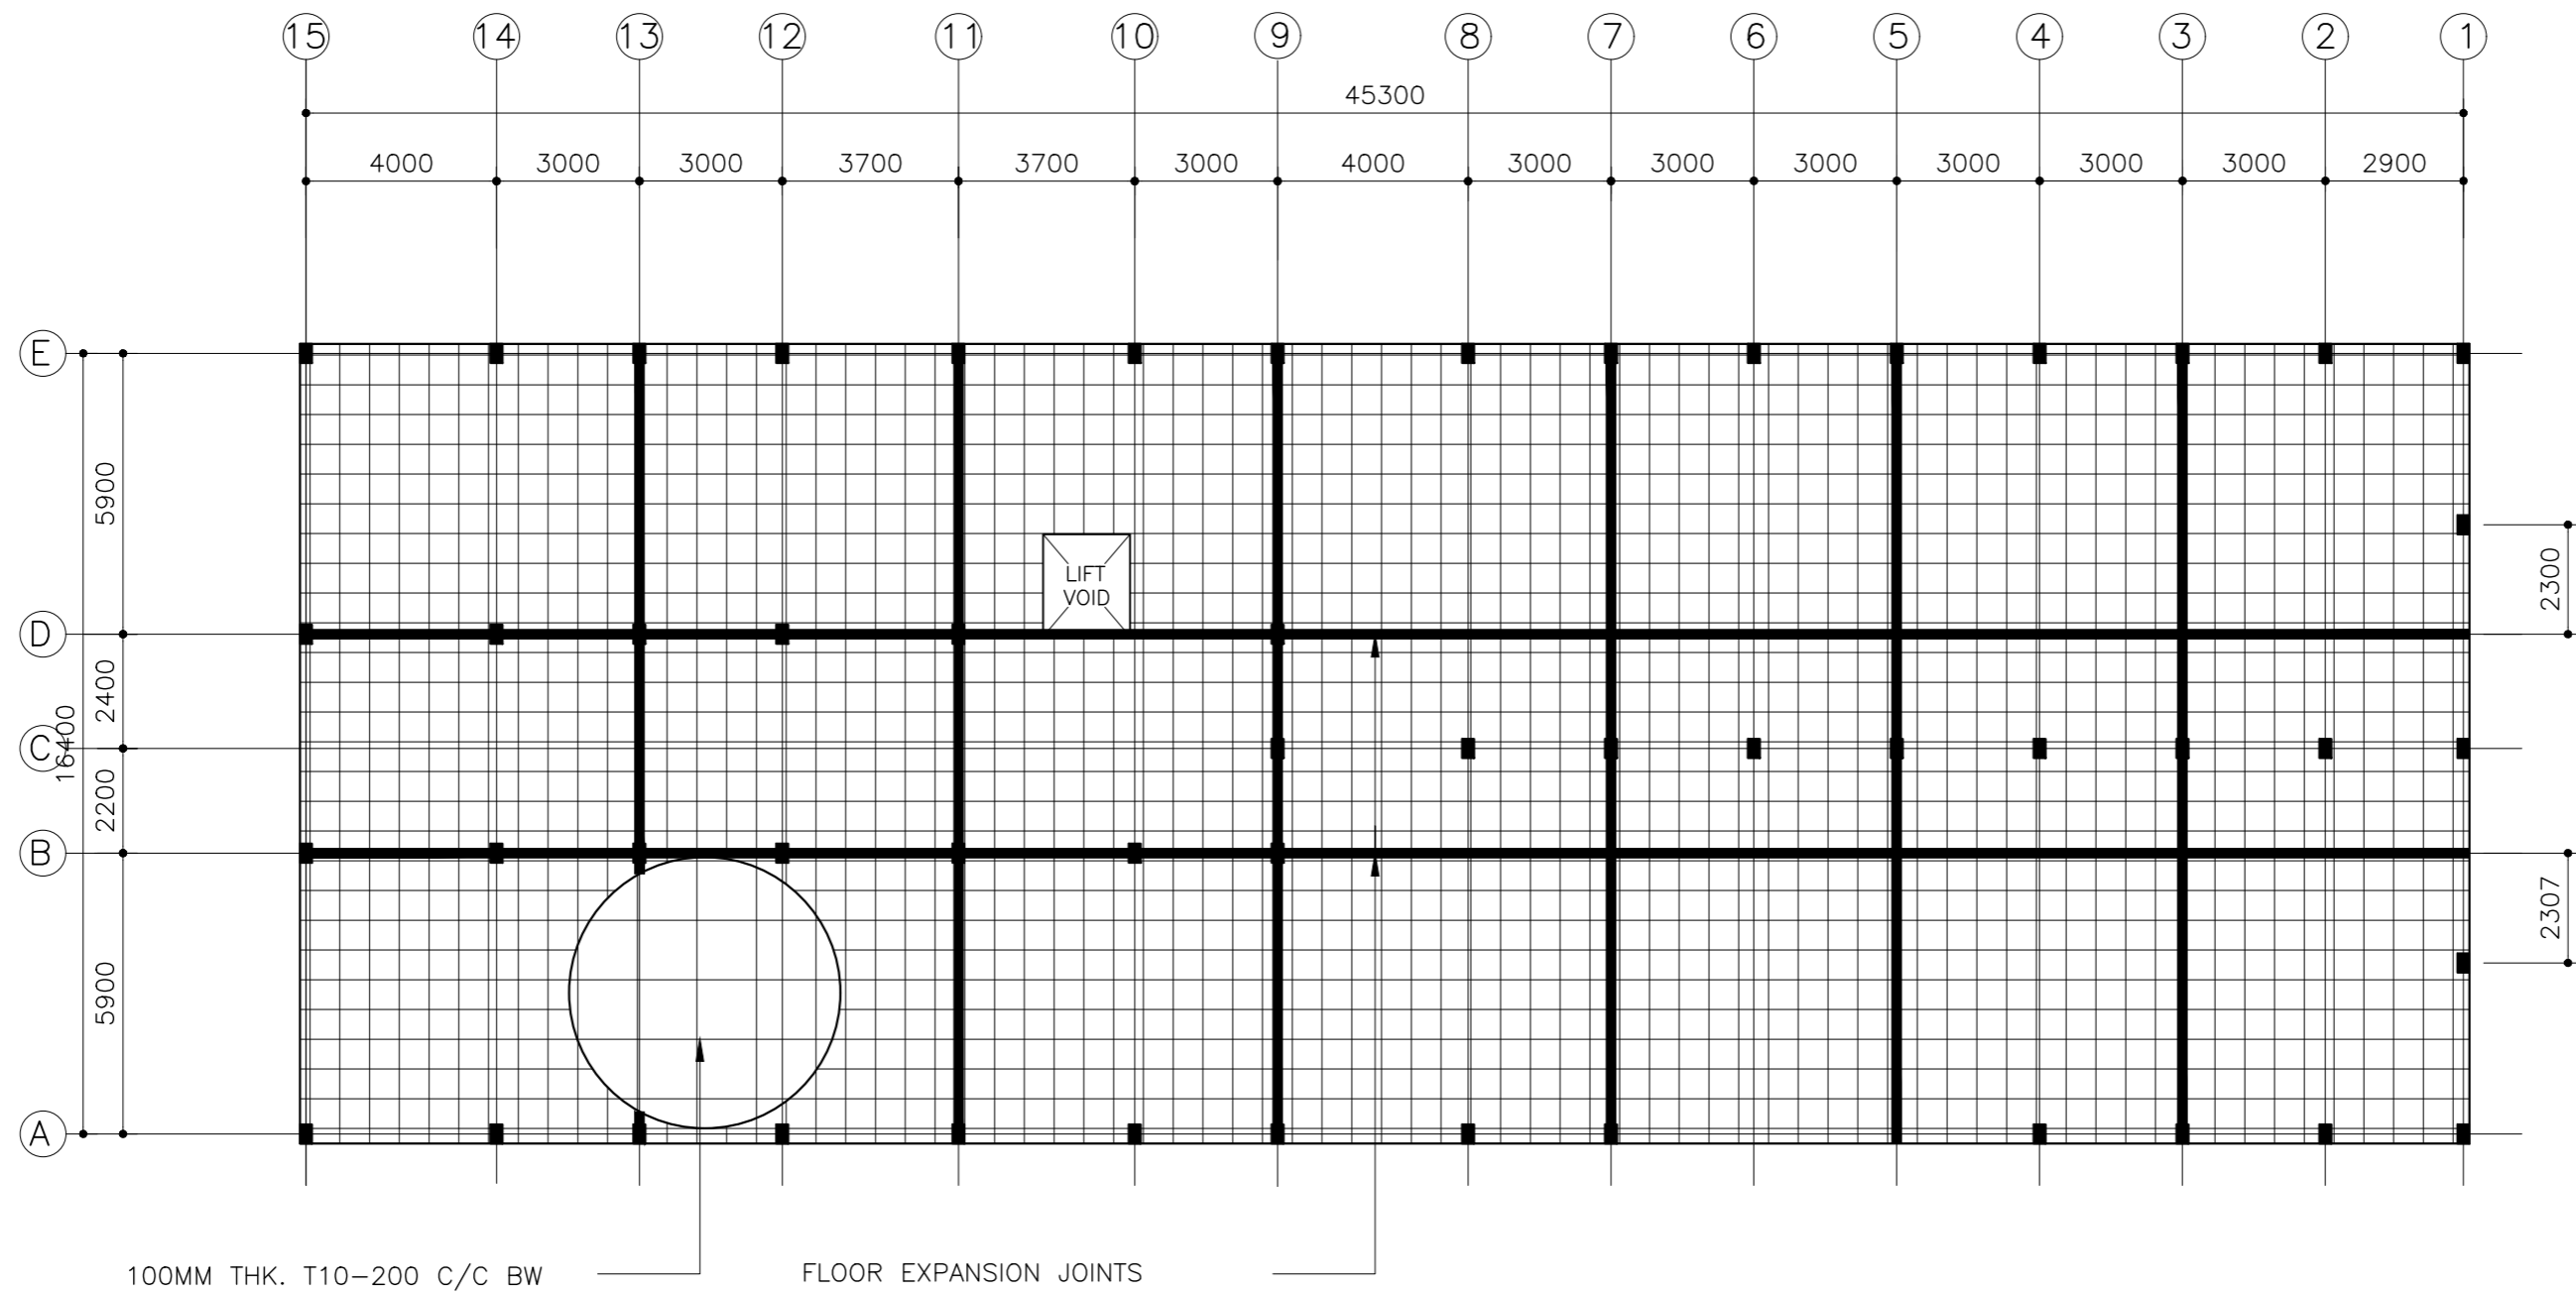 15 14 13 12 11 10 9 8 7 6 5 4 3 2 1
45300
4000 3000 3000 3700 3700 3000 4000 3000 3000 3000 3000 3000 3000 2900
E
5900
D
LIFT
VOID
2300
2400
C
16400
2200
B
2307
5900
A
100MM THK. T10-200 C/C BW
FLOOR EXPANSION JOINTS